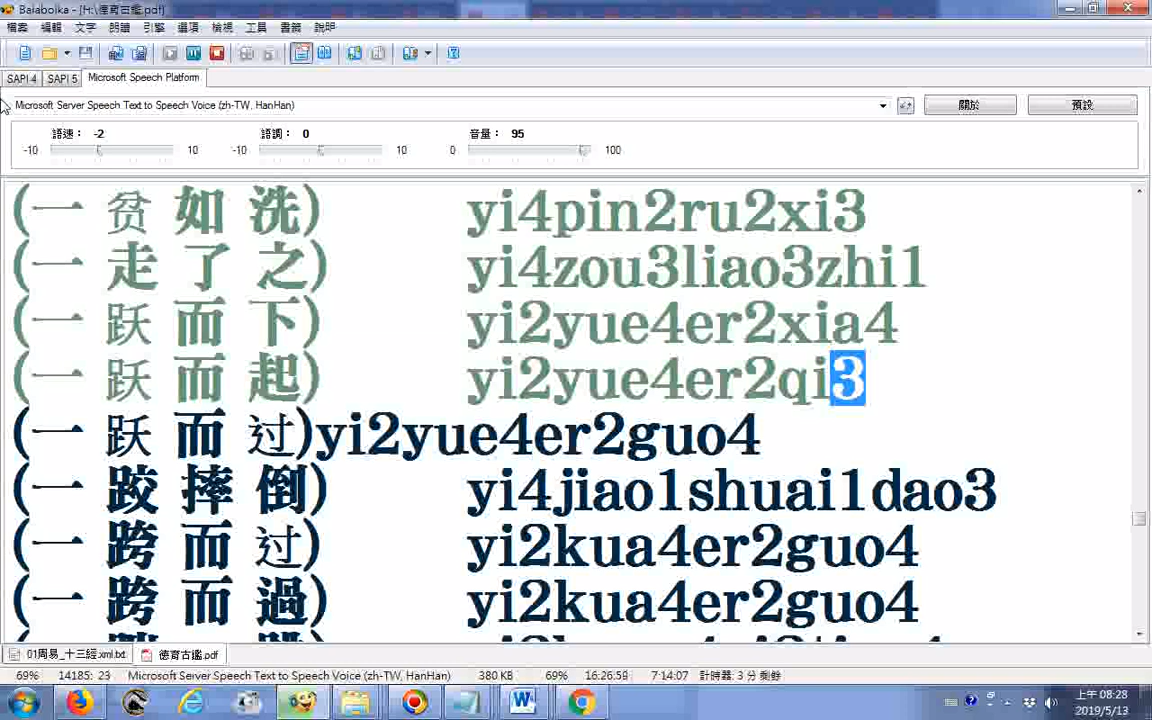 Balabolka - [H:\德育古鑑.pdf]
檔案 編輯 文字 朗讀 引擎 選項 檢視 工具 書籤 說明
SAPI 4 SAPI 5 Microsoft Speech Platform
Microsoft Server Speech Text to Speech Voice (zh-TW, HanHan) 關於 預設
語速： -2 語調： 0 音量： 95
-10 10 -10 10 0 100
(一 贫 如 洗) yi4pin2ru2xi3
(一 走 了 之) yi4zou3liao3zhi1
(一 跃 而 下) yi2yue4er2xia4
(一 跃 而 起) yi2yue4er2qi3
(一 跃 而 过)yi2yue4er2guo4
(一 跤 摔 倒) yi4jiao1shuai1dao3
(一 跨 而 过) yi2kua4er2guo4
(一 跨 而 過) yi2kua4er2guo4
01周易_十三經.xml.txt 德育古鑑.pdf
69% 14185: 23 Microsoft Server Speech Text to Speech Voice (zh-TW, HanHan) 380 KB 69% 16:26:59 7:14:07 計時器: 3 分 剩餘
上午 08:28
2019/5/13